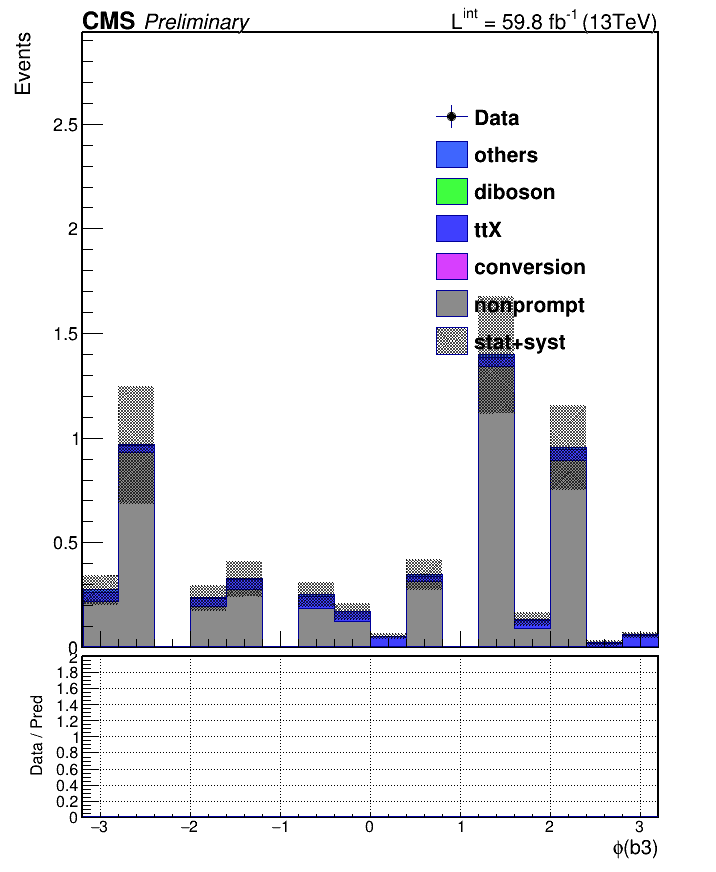 CMS Preliminary
L^int = 59.8 fb^-1 (13TeV)
Events
2.5
2
1.5
1
0.5
0
Data
others
diboson
ttX
conversion
nonprompt
stat+syst
Data / Pred
2
1.8
1.6
1.4
1.2
1
0.8
0.6
0.4
0.2
0
−3 −2 −1 0 1 2 3
ϕ(b3)